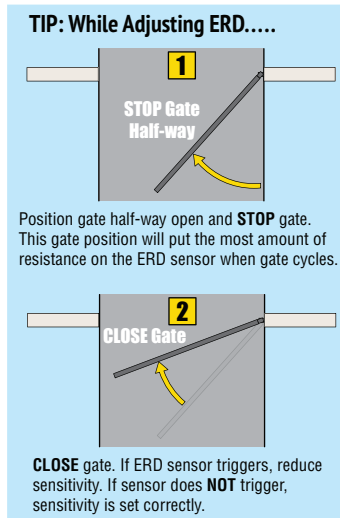 TIP: While Adjusting ERD.....
1
STOP Gate
Half-way
Position gate half-way open and STOP gate.
This gate position will put the most amount of
resistance on the ERD sensor when gate cycles.
2
CLOSE Gate
CLOSE gate. If ERD sensor triggers, reduce
sensitivity. If sensor does NOT trigger,
sensitivity is set correctly.